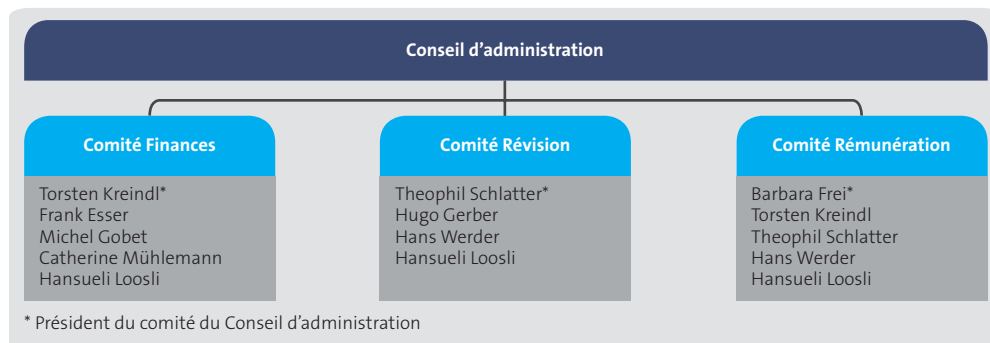 Conseil d’administration
Comité Finances
Torsten Kreindl*
Frank Esser
Michel Gobet
Catherine Mühlemann
Hansueli Loosli
Comité Révision
Theophil Schlatter*
Hugo Gerber
Hans Werder
Hansueli Loosli
Comité Rémunération
Barbara Frei*
Torsten Kreindl
Theophil Schlatter
Hans Werder
Hansueli Loosli
* Président du comité du Conseil d’administration